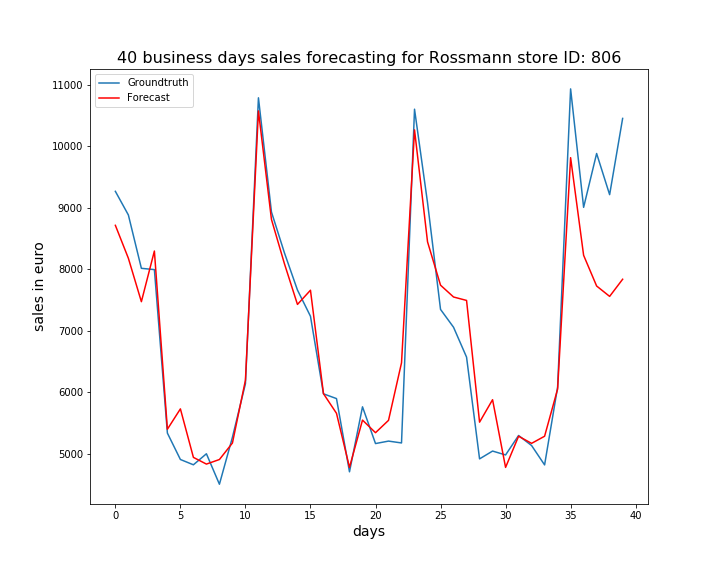 40 business days sales forecasting for Rossmann store ID: 806
Groundtruth
Forecast
11000
10000
9000
8000
7000
6000
5000
sales in euro
0 5 10 15 20 25 30 35 40
days